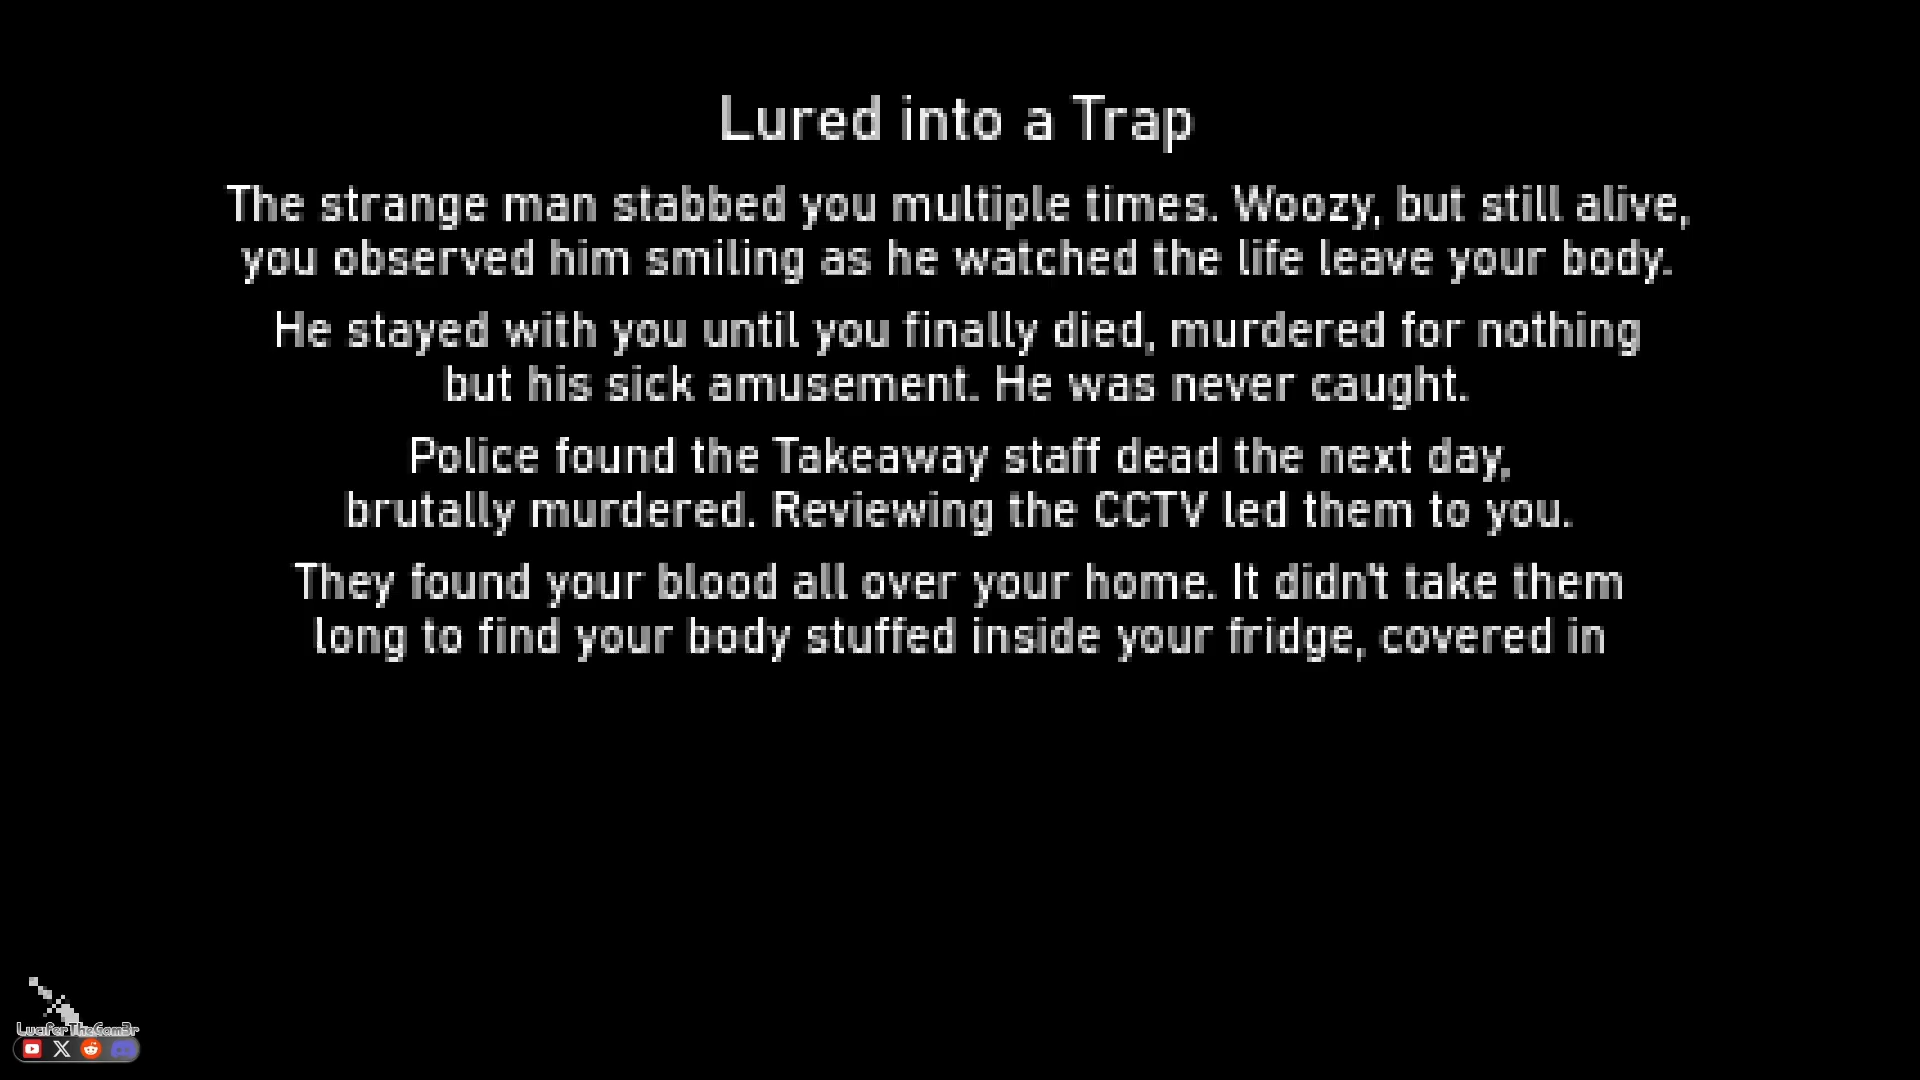 Lured into a Trap
The strange man stabbed you multiple times. Woozy, but still alive,
you observed him smiling as he watched the life leave your body.
He stayed with you until you finally died, murdered for nothing
but his sick amusement. He was never caught.
Police found the Takeaway staff dead the next day,
brutally murdered. Reviewing the CCTV led them to you.
They found your blood all over your home. It didn't take them
long to find your body stuffed inside your fridge, covered in
LuciferTheGam3r